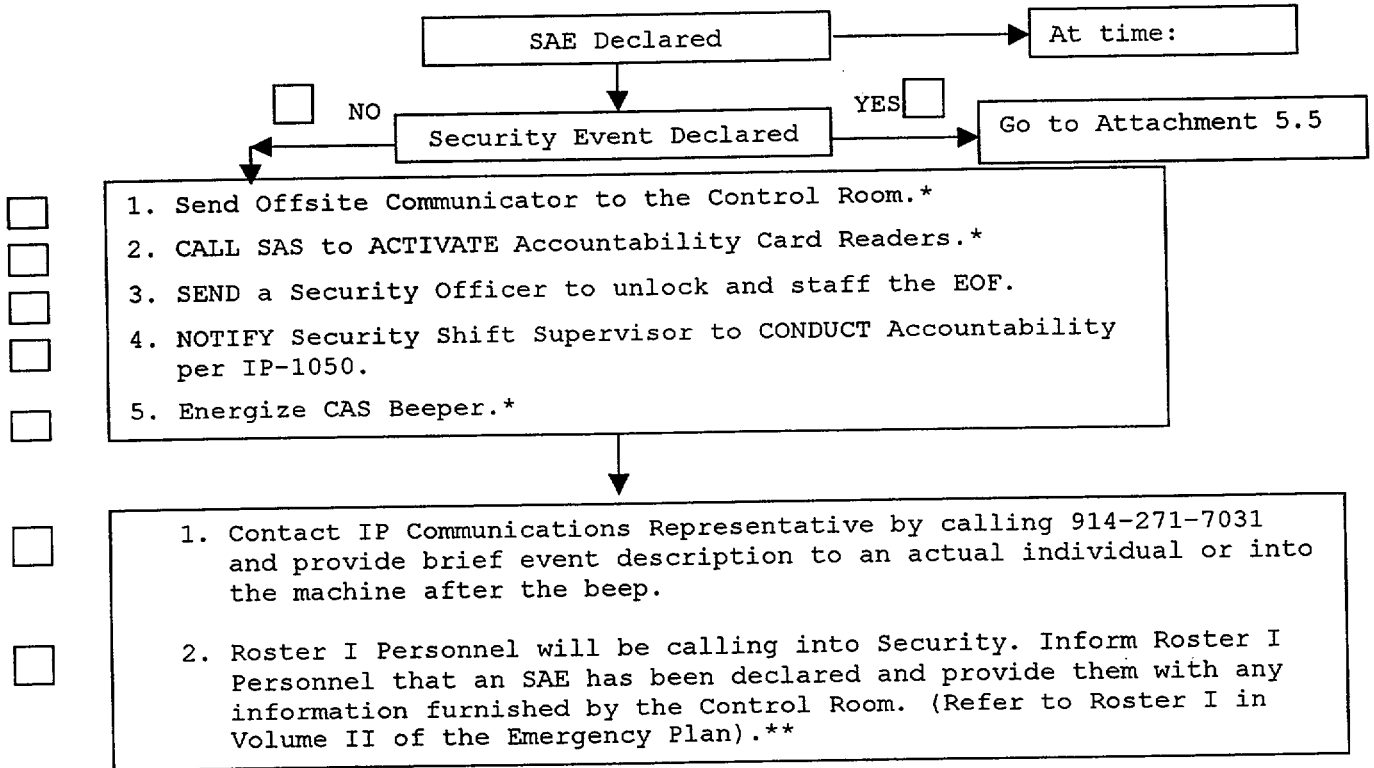 SAE Declared
At time:
NO
YES
Security Event Declared
Go to Attachment 5.5
1. Send Offsite Communicator to the Control Room.*
2. CALL SAS to ACTIVATE Accountability Card Readers.*
3. SEND a Security Officer to unlock and staff the EOF.
4. NOTIFY Security Shift Supervisor to CONDUCT Accountability
per IP-1050.
5. Energize CAS Beeper.*
1. Contact IP Communications Representative by calling 914-271-7031
and provide brief event description to an actual individual or into
the machine after the beep.
2. Roster I Personnel will be calling into Security. Inform Roster I
Personnel that an SAE has been declared and provide them with any
information furnished by the Control Room. (Refer to Roster I in
Volume II of the Emergency Plan).**